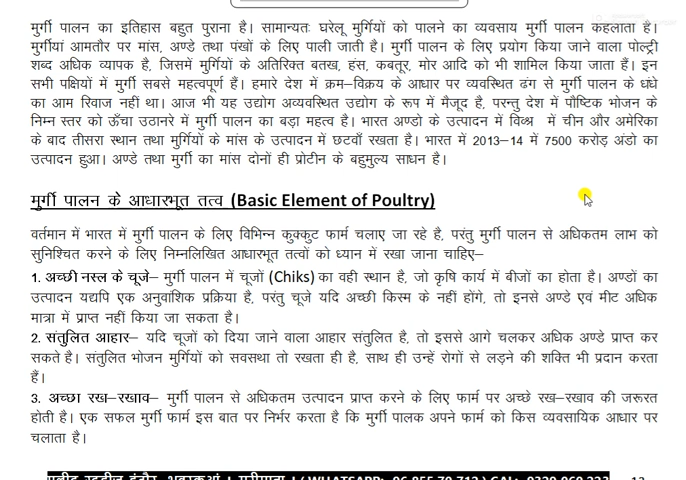 मुर्गी पालन का इतिहास बहुत पुराना है। सामान्यतः घरेलू मुर्गियों को पालने का व्यवसाय मुर्गी पालन कहलाता है।
मुर्गीयां आमतौर पर मांस, अण्डे तथा पंखों के लिए पाली जाती है। मुर्गी पालन के लिए प्रयोग किया जाने वाला पोल्ट्री
शब्द अधिक व्यापक है, जिसमें मुर्गियों के अतिरिक्त बतख, हंस, कबतूर, मोर आदि को भी शामिल किया जाता हैं। इन
सभी पक्षियों में मुर्गी सबसे महत्वपूर्ण हैं। हमारे देश में क्रम–विक्रय के आधार पर व्यवस्थित ढंग से मुर्गी पालन के धंधे
का आम रिवाज नहीं था। आज भी यह उद्योग अव्यवस्थित उद्योग के रूप में मैजूद है, परन्तु देश में पौष्टिक भोजन के
निम्न स्तर को ऊँचा उठानरे में मुर्गी पालन का बड़ा महत्व है। भारत अण्डो के उत्पादन में विश्व में चीन और अमेरिका
के बाद तीसरा स्थान तथा मुर्गियों के मांस के उत्पादन में छटवाँ रखता है। भारत में 2013–14 में 7500 करोड़ अंडो का
उत्पादन हुआ। अण्डे तथा मुर्गी का मांस दोनों ही प्रोटीन के बहुमुल्य साधन है।
मुर्गी पालन के आधारभूत तत्व (Basic Element of Poultry)
वर्तमान में भारत में मुर्गी पालन के लिए विभिनन कुक्कुट फार्म चलाए जा रहे है, परंतु मुर्गी पालन से अधिकतम लाभ को
सुनिश्चित करने के लिए निम्नलिखित आधारभूत तत्वों को ध्यान में रखा जाना चाहिए–
1. अच्छी नस्ल के चूजे– मुर्गी पालन में चूजों (Chiks) का वही स्थान है, जो कृषि कार्य में बीजों का होता है। अण्डों का
उत्पादन यद्यपि एक अनुवांशिक प्रक्रिया है, परंतु चूजे यदि अच्छी किस्म के नहीं होंगे, तो इनसे अण्डे एवं मीट अधिक
मात्रा में प्राप्त नहीं किया जा सकता है।
2. संतुलित आहार– यदि चूजों को दिया जाने वाला आहार संतुलित है, तो इससे आगे चलकर अधिक अण्डे प्राप्त कर
सकते है। संतुलित भोजन मुर्गियों को सवसथा तो रखता ही है, साथ ही उन्हें रोगों से लड़ने की शक्ति भी प्रदान करता
हैं।
3. अच्छा रख–रखाव– मुर्गी पालन से अधिकतम उत्पादन प्राप्त करने के लिए फार्म पर अच्छे रख–रखाव की जरूरत
होती है। एक सफल मुर्गी फार्म इस बात पर निर्भर करता है कि मुर्गी पालक अपने फार्म को किस व्यवसायिक आधार पर
चलाता है।